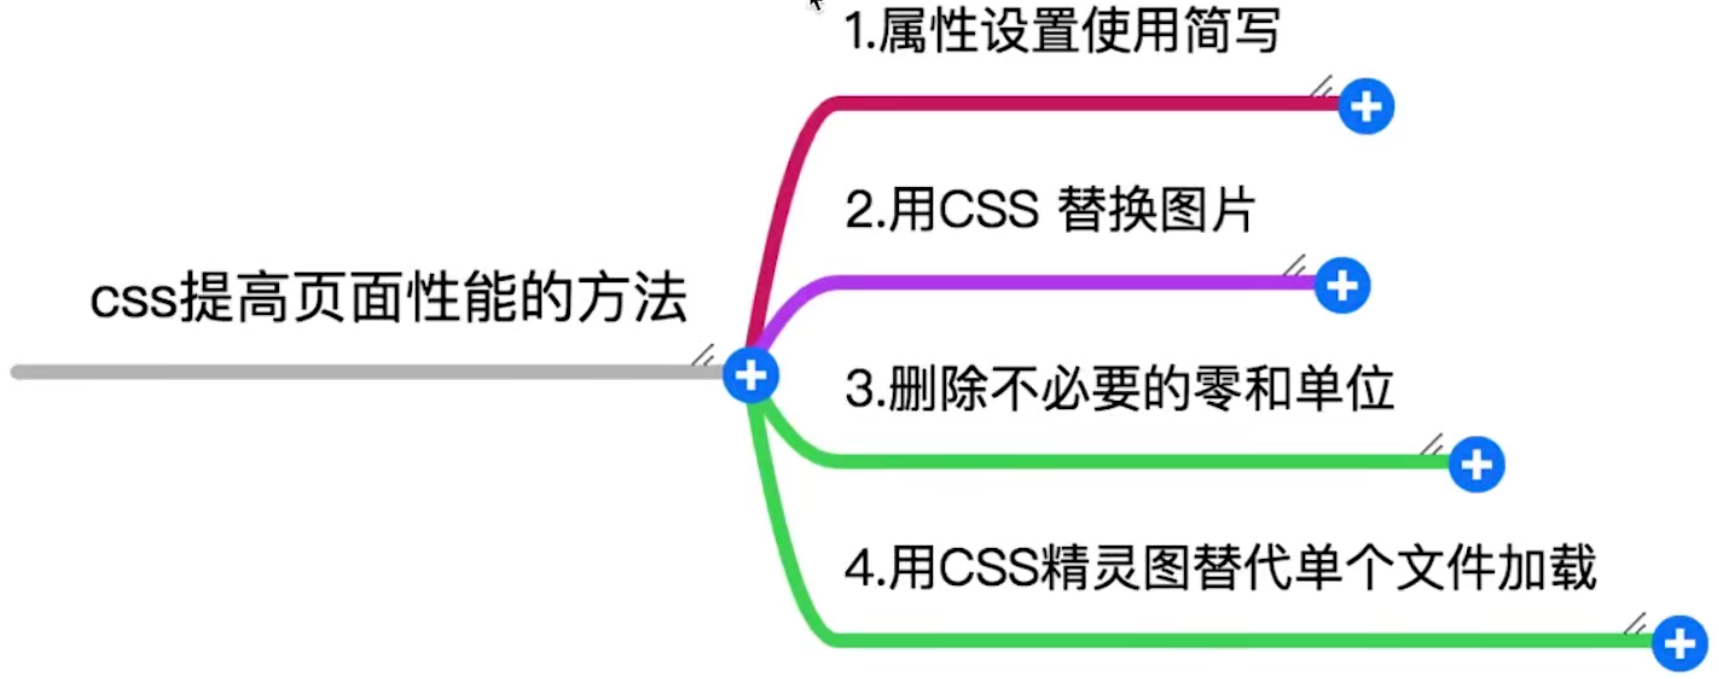 1.属性设置使用简写
2.用CSS 替换图片
css提高页面性能的方法
3.删除不必要的零和单位
4.用CSS精灵图替代单个文件加载